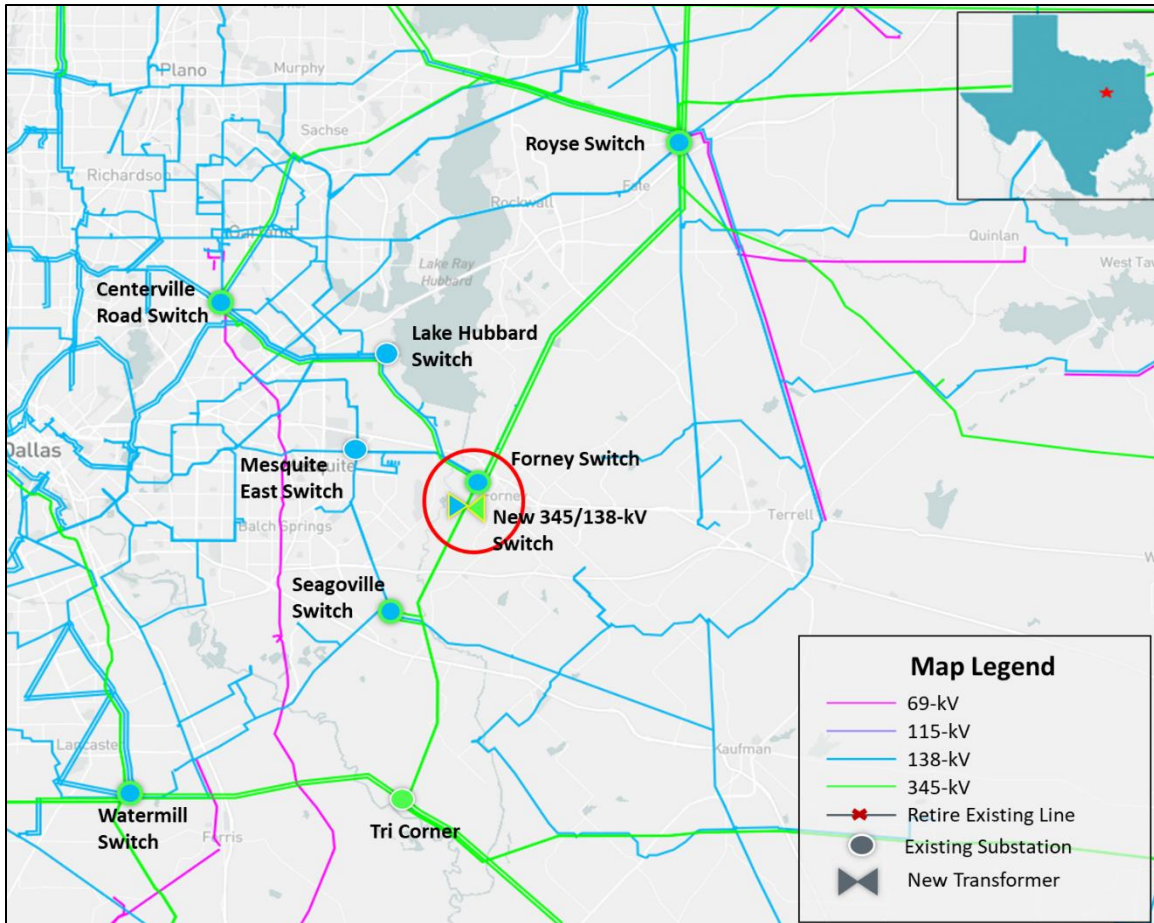 Plano
Murphy
Sachse
Richardson
Royse Switch
Rockwall
Quinlan
West Taw
Lake Ray
Hubbard
Centerville
Road Switch
Lake Hubbard
Switch
Dallas
Mesquite
East Switch
Forney Switch
Forney
New 345/138-kV
Switch
Balch Springs
Terrell
Seagoville
Switch
Lancaster
Kaufman
Watermill
Switch
Ferris
Tri Corner
Map Legend
69-kV
115-kV
138-kV
345-kV
Retire Existing Line
Existing Substation
New Transformer